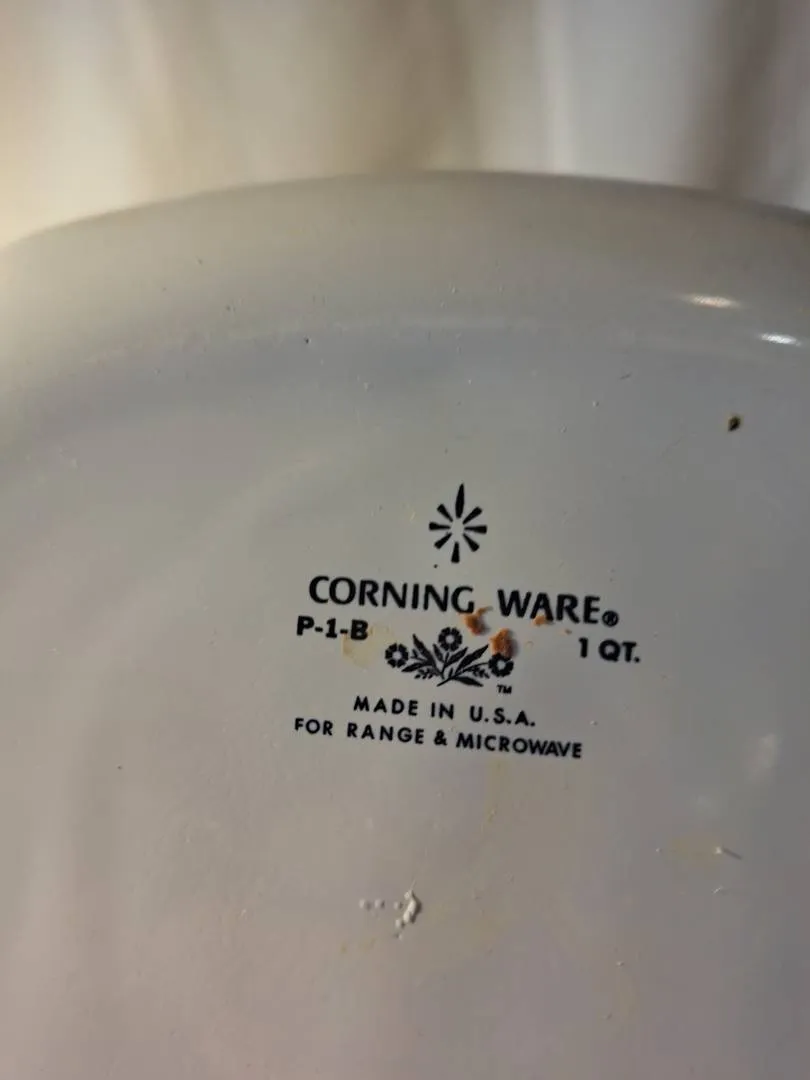 CORNING WARE®
P-1-B 1 QT.
TM
MADE IN U.S.A.
FOR RANGE & MICROWAVE